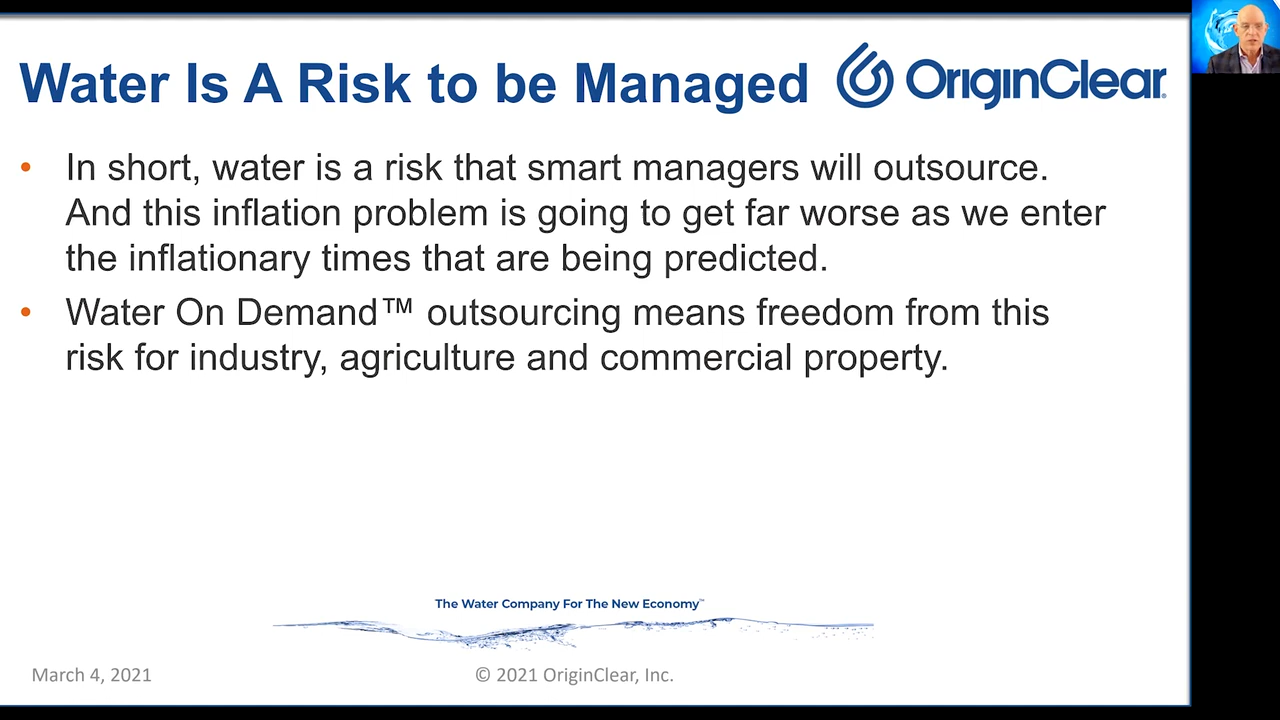 Water Is A Risk to be Managed
OriginClear®
• In short, water is a risk that smart managers will outsource.
And this inflation problem is going to get far worse as we enter
the inflationary times that are being predicted.
• Water On Demand™ outsourcing means freedom from this
risk for industry, agriculture and commercial property.
The Water Company For The New Economy™
March 4, 2021
© 2021 OriginClear, Inc.